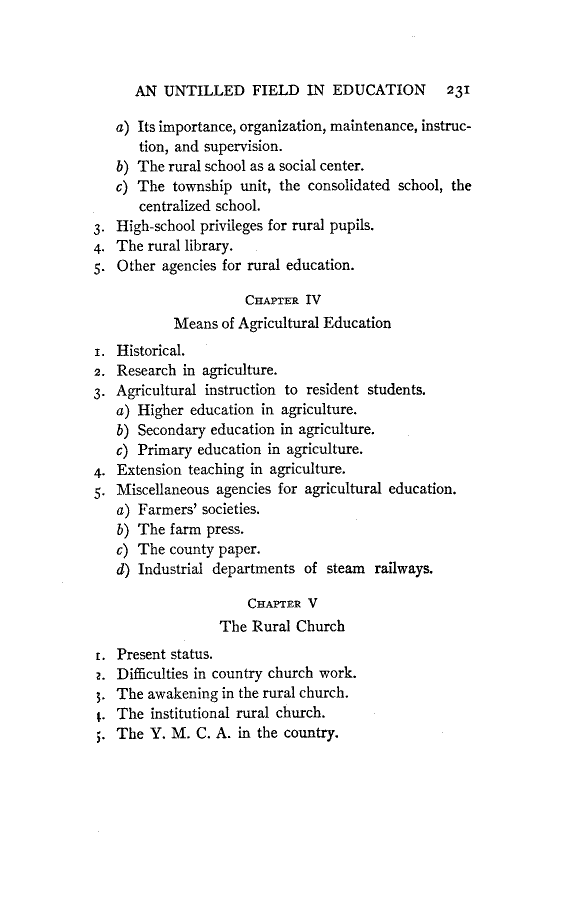 AN UNTILLED FIELD IN EDUCATION 231
a) Its importance, organization, maintenance, instruc-
tion, and supervision.
b) The rural school as a social center.
c) The township unit, the consolidated school, the
centralized school.
3. High-school privileges for rural pupils.
4. The rural library.
5. Other agencies for rural education.
CHAPTER IV
Means of Agricultural Education
1. Historical.
2. Research in agriculture.
3. Agricultural instruction to resident students.
a) Higher education in agriculture.
b) Secondary education in agriculture.
c) Primary education in agriculture.
4. Extension teaching in agriculture.
5. Miscellaneous agencies for agricultural education.
a) Farmers' societies.
b) The farm press.
c) The county paper.
d) Industrial departments of steam railways.
CHAPTER V
The Rural Church
1. Present status.
2. Difficulties in country church work.
3. The awakening in the rural church.
4. The institutional rural church.
5. The Y. M. C. A. in the country.